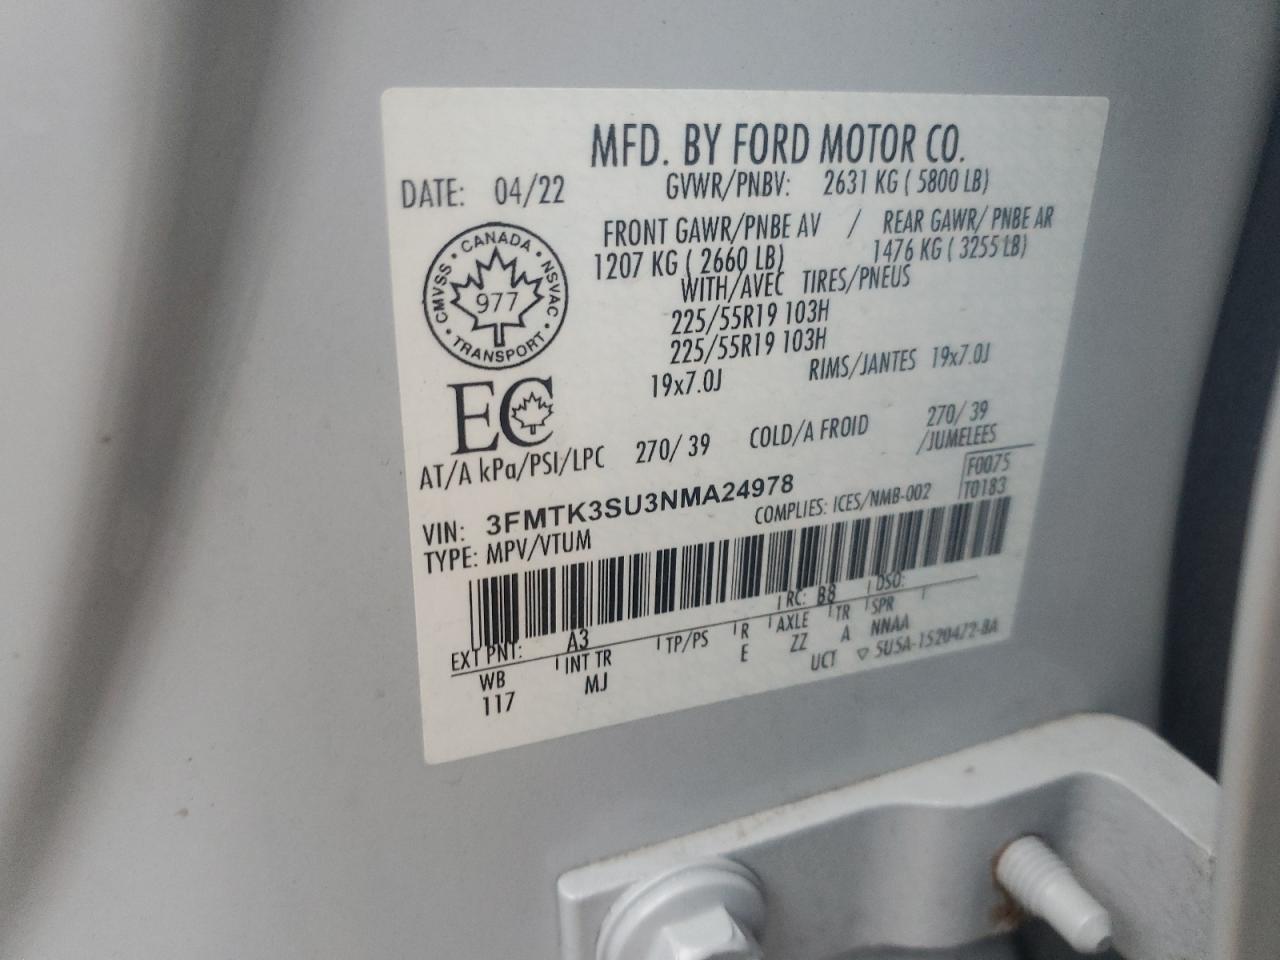 MFD. BY FORD MOTOR CO.
DATE: 04/22 GVWR/PNBV: 2631 KG ( 5800 LB)
FRONT GAWR/PNBE AV / REAR GAWR/ PNBE AR
1207 KG ( 2660 LB) 1476 KG ( 3255 LB)
WITH/AVEC TIRES/PNEUS
225/55R19 103H
225/55R19 103H
19x7.0J RIMS/JANTES 19x7.0J
CANADA
CMVSS NSVAC
977
TRANSPORT
EC
AT/A kPa/PSI/LPC 270/ 39 COLD/A FROID 270/ 39
/JUMELEES
VIN: 3FMTK3SU3NMA24978
F0075
T0183
TYPE: MPV/VTUM COMPLIES: ICES/NMB-002
EXT PNT: A3 RC: B8 DSO:
WB INT TR TP/PS R AXLE TR SPR
117 MJ E ZZ A NNAA
UCT ▽ 5U5A-1520472-BA